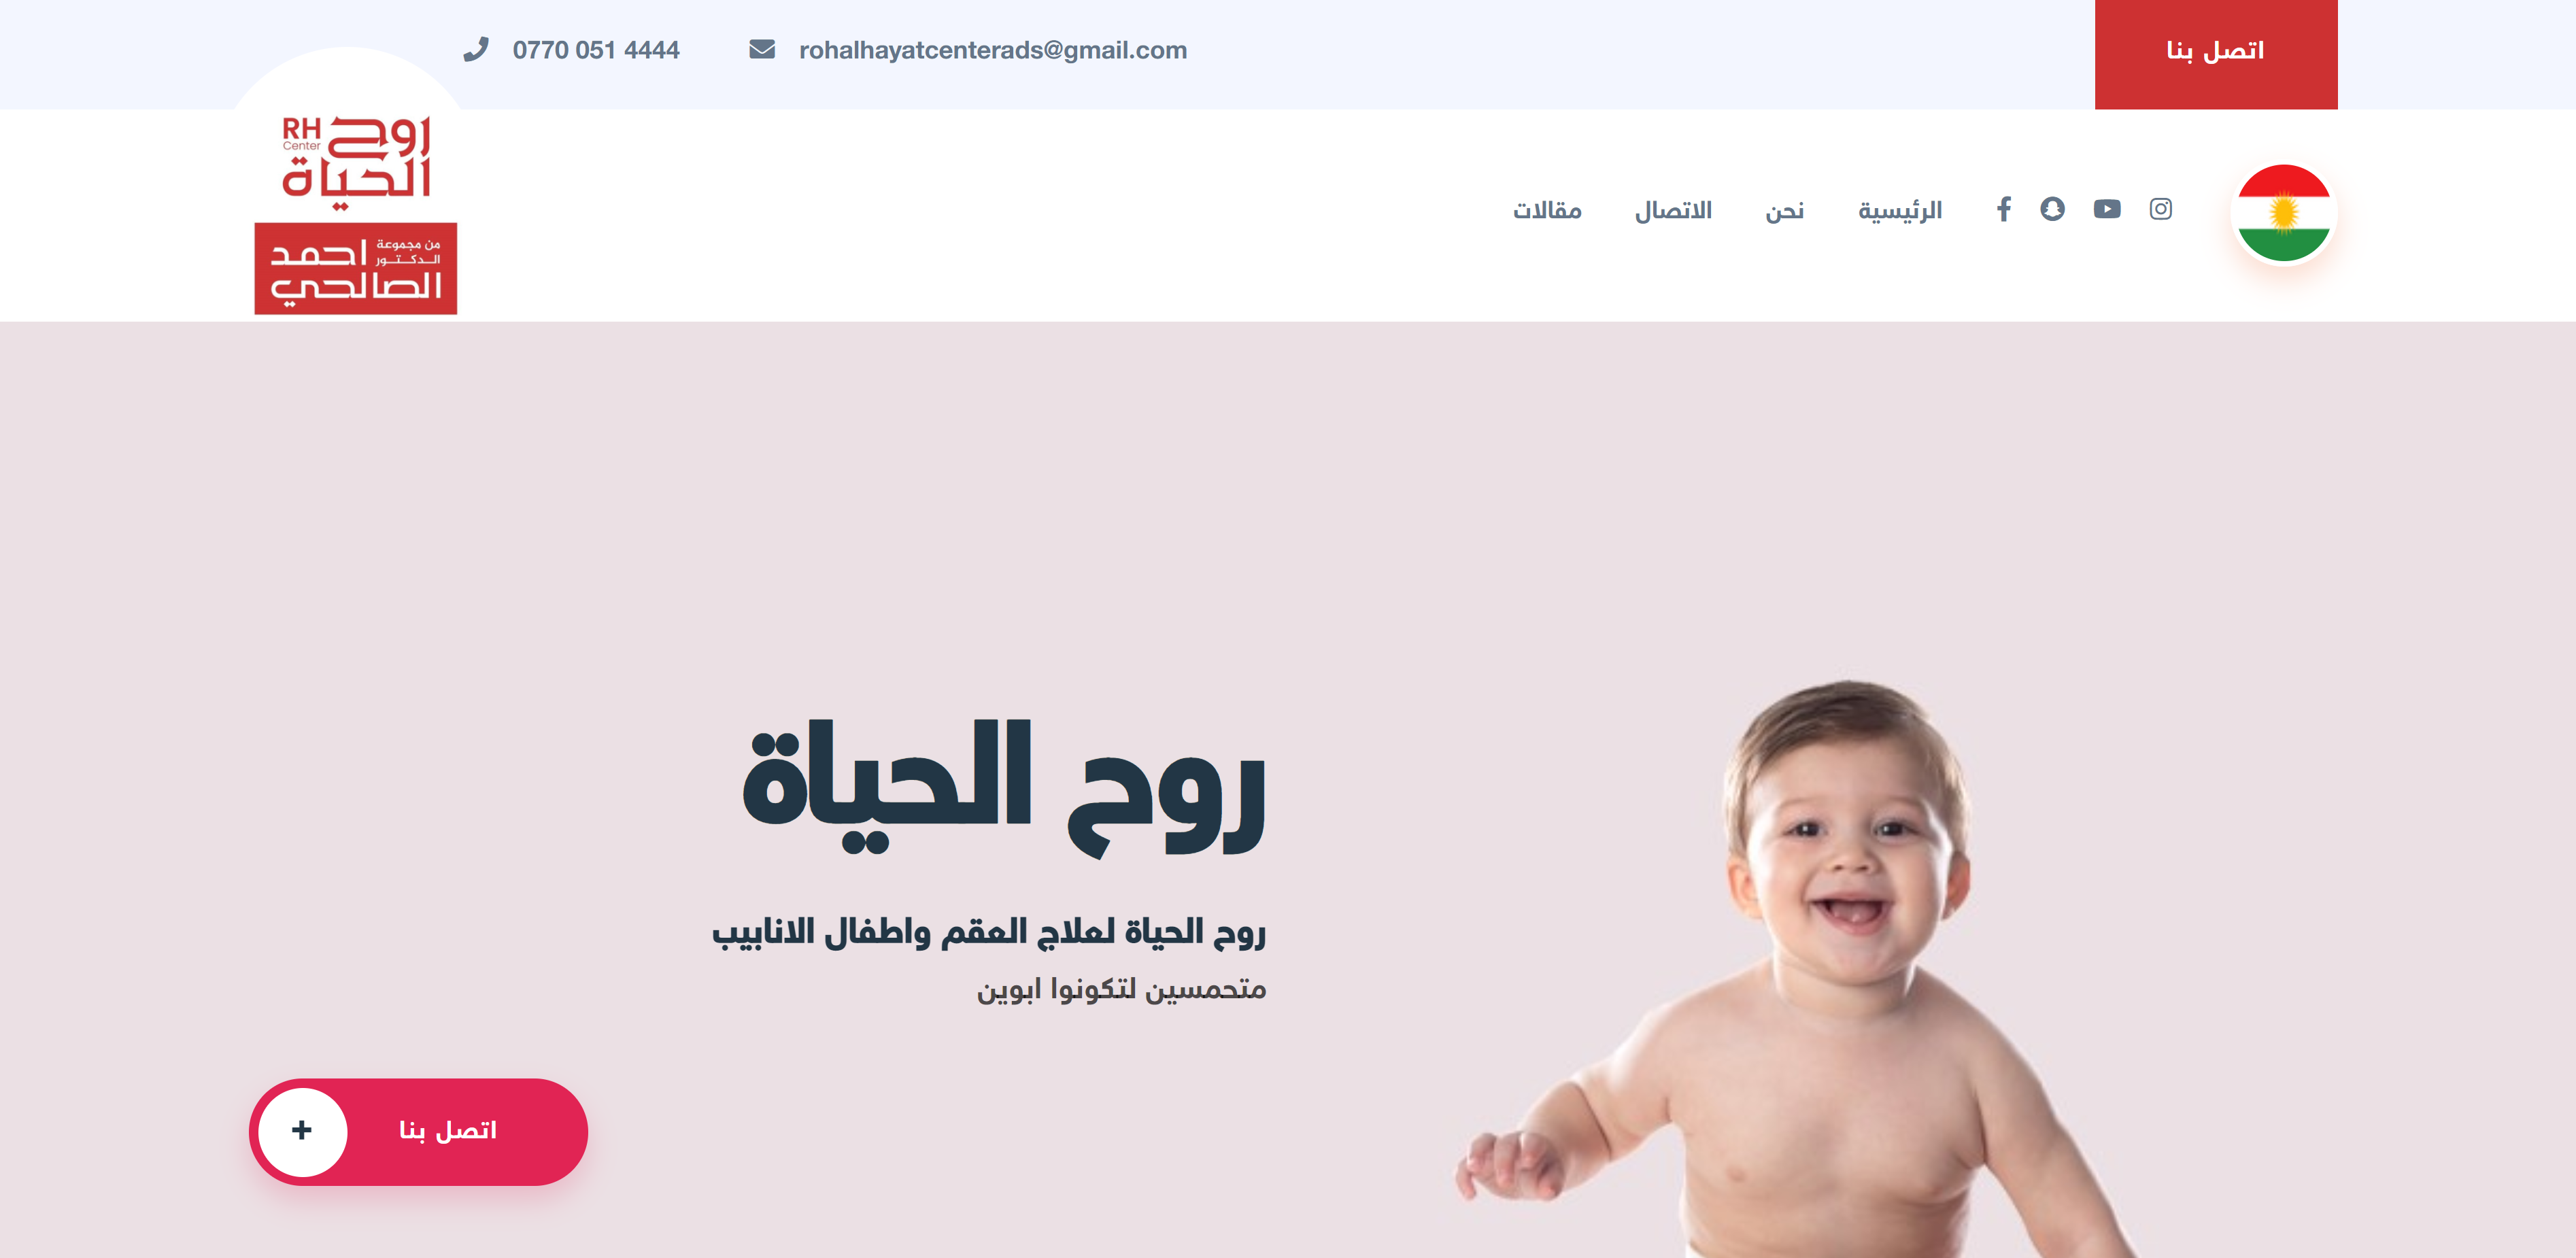 0770 051 4444
rohalhayatcenterads@gmail.com
اتصل بنا
روح الحياة
RH Center
من مجموعة الدكتور
احمد الصالحي
الرئيسية
نحن
الاتصال
مقالات
روح الحياة
روح الحياة لعلاج العقم واطفال الانابيب
متحمسين لتكونوا ابوين
اتصل بنا
+